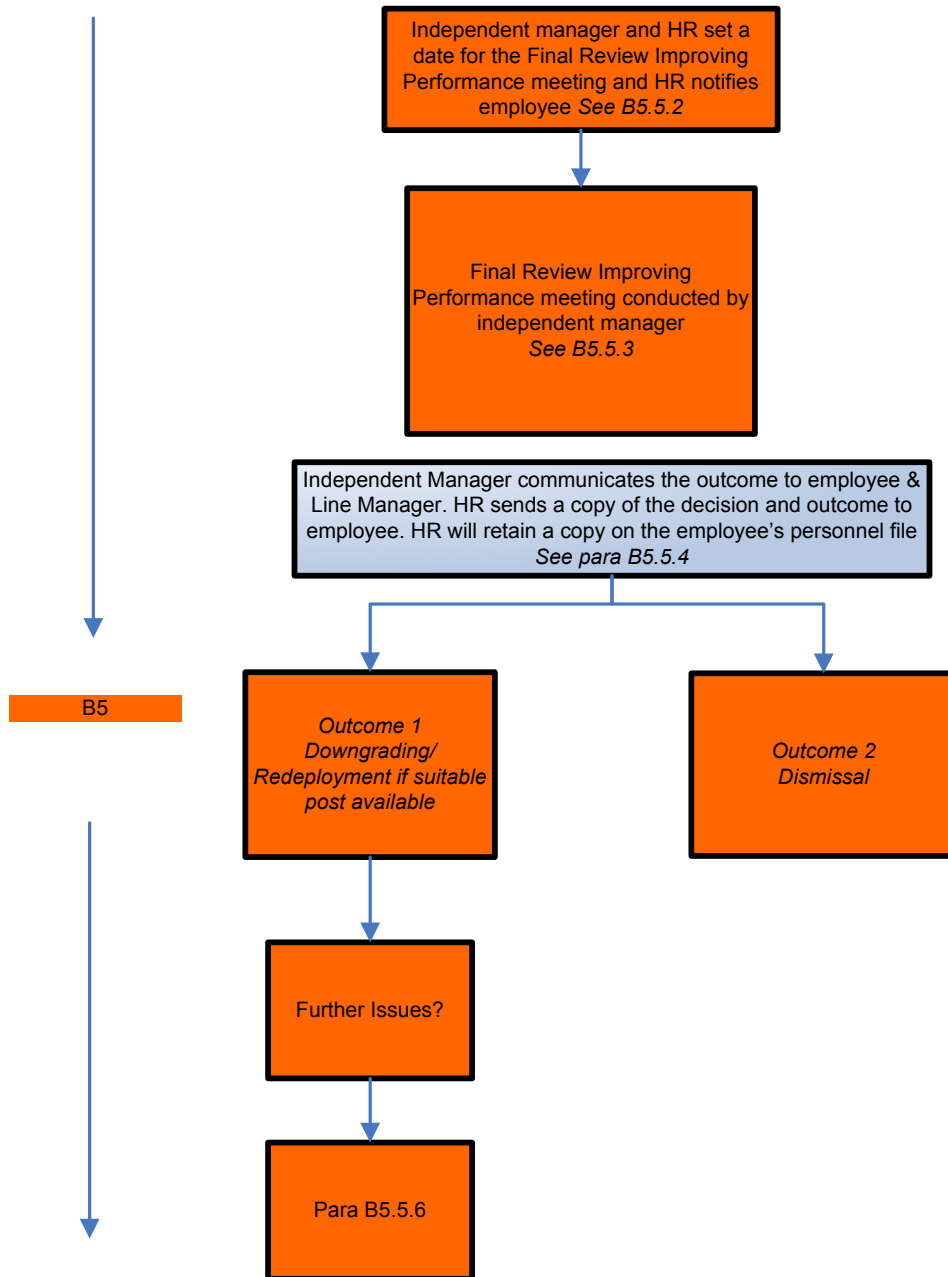 Independent manager and HR set a
date for the Final Review Improving
Performance meeting and HR notifies
employee See B5.5.2
Final Review Improving
Performance meeting conducted by
independent manager
See B5.5.3
Independent Manager communicates the outcome to employee &
Line Manager. HR sends a copy of the decision and outcome to
employee. HR will retain a copy on the employee’s personnel file
See para B5.5.4
B5
Outcome 1
Downgrading/
Redeployment if suitable
post available
Outcome 2
Dismissal
Further Issues?
Para B5.5.6